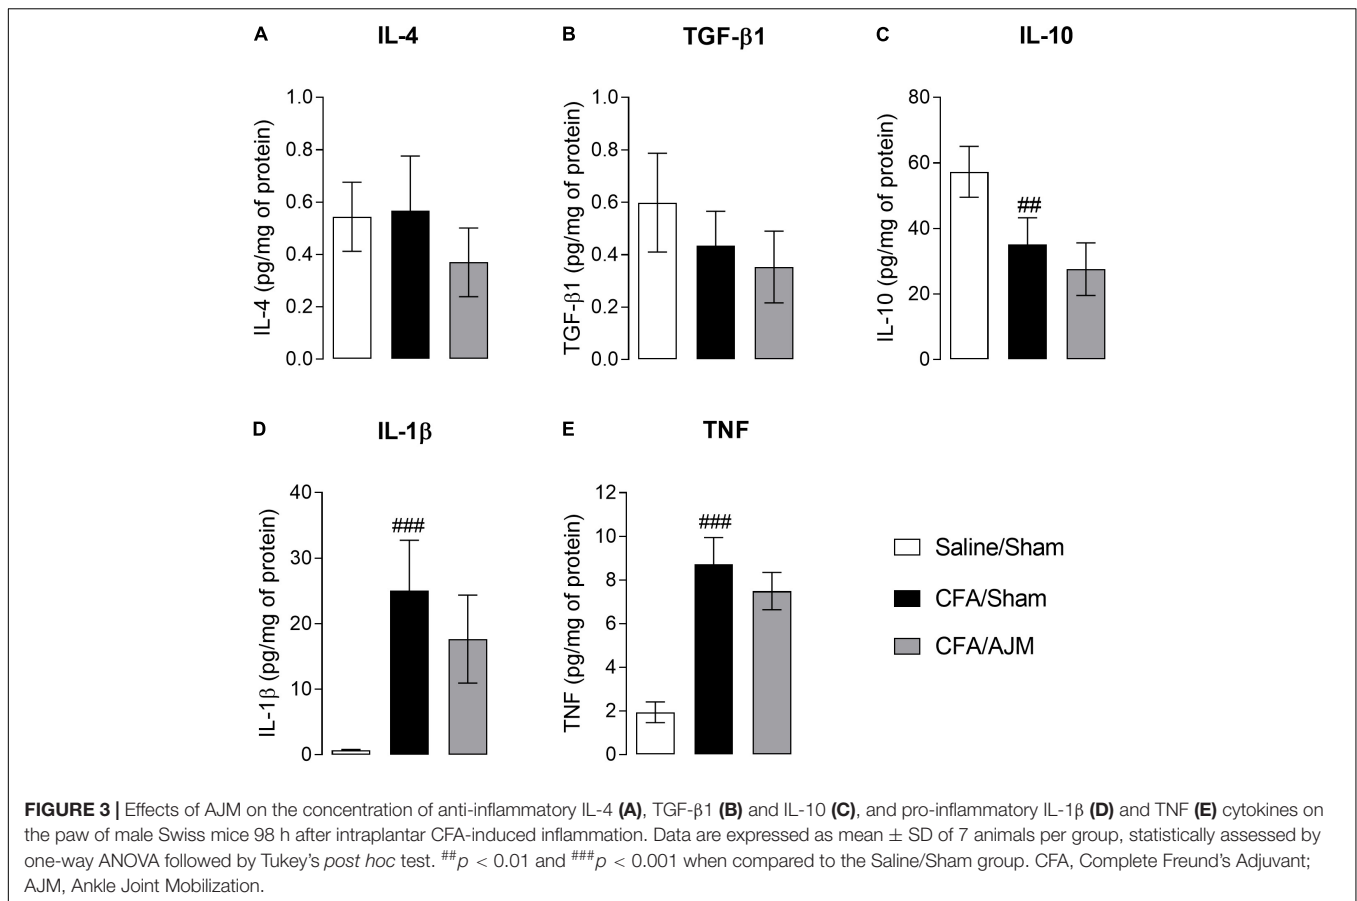 A IL-4
B TGF-β1
C IL-10
IL-4 (pg/mg of protein)
1.0
0.8
0.6
0.4
0.2
0.0
TGF-β1 (pg/mg of protein)
1.0
0.8
0.6
0.4
0.2
0.0
IL-10 (pg/mg of protein)
80
60
40
20
0
##
D IL-1β
E TNF
IL-1β (pg/mg of protein)
40
30
20
10
0
###
TNF (pg/mg of protein)
12
10
8
6
4
2
0
###
Saline/Sham
CFA/Sham
CFA/AJM
FIGURE 3 | Effects of AJM on the concentration of anti-inflammatory IL-4 (A), TGF-β1 (B) and IL-10 (C), and pro-inflammatory IL-1β (D) and TNF (E) cytokines on
the paw of male Swiss mice 98 h after intraplantar CFA-induced inflammation. Data are expressed as mean ± SD of 7 animals per group, statistically assessed by
one-way ANOVA followed by Tukey's post hoc test. ##p < 0.01 and ###p < 0.001 when compared to the Saline/Sham group. CFA, Complete Freund's Adjuvant;
AJM, Ankle Joint Mobilization.